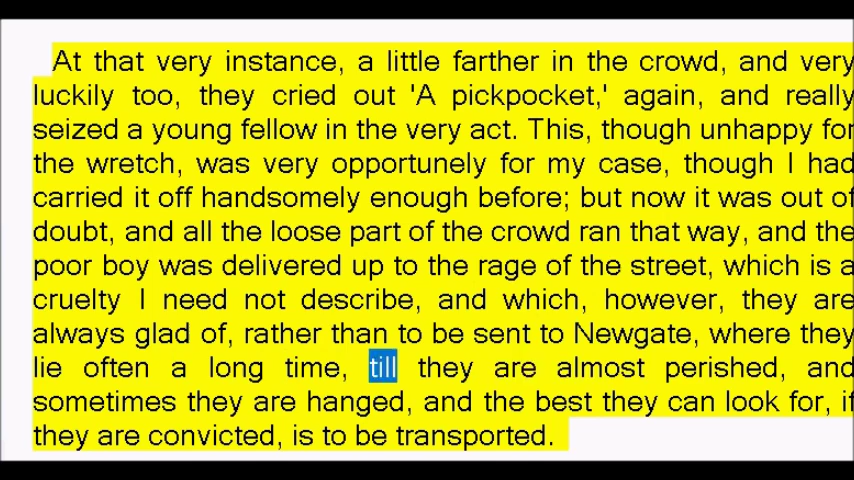 At that very instance, a little farther in the crowd, and very
luckily too, they cried out 'A pickpocket,' again, and really
seized a young fellow in the very act. This, though unhappy for
the wretch, was very opportunely for my case, though I had
carried it off handsomely enough before; but now it was out of
doubt, and all the loose part of the crowd ran that way, and the
poor boy was delivered up to the rage of the street, which is a
cruelty I need not describe, and which, however, they are
always glad of, rather than to be sent to Newgate, where they
lie often a long time, till they are almost perished, and
sometimes they are hanged, and the best they can look for, if
they are convicted, is to be transported.